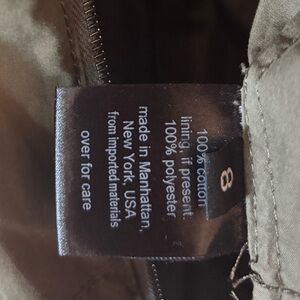 8
100% cotton
lining, if present,
100% polyester
made in Manhattan,
New York, USA
from imported materials
over for care